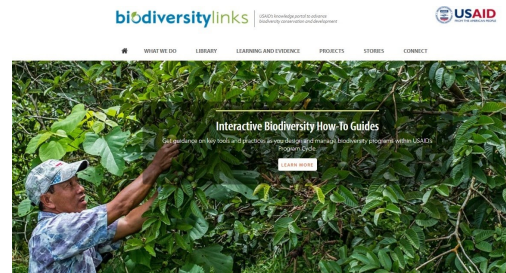 biodiversitylinks
USAID's knowledge portal to advance
biodiversity conservation and development
USAID
FROM THE AMERICAN PEOPLE
WHAT WE DO
LIBRARY
LEARNING AND EVIDENCE
PROJECTS
STORIES
CONNECT
Interactive Biodiversity How-To Guides
Get guidance on key tools and practices as you design and manage biodiversity programs within USAID's
Program Cycle.
LEARN MORE